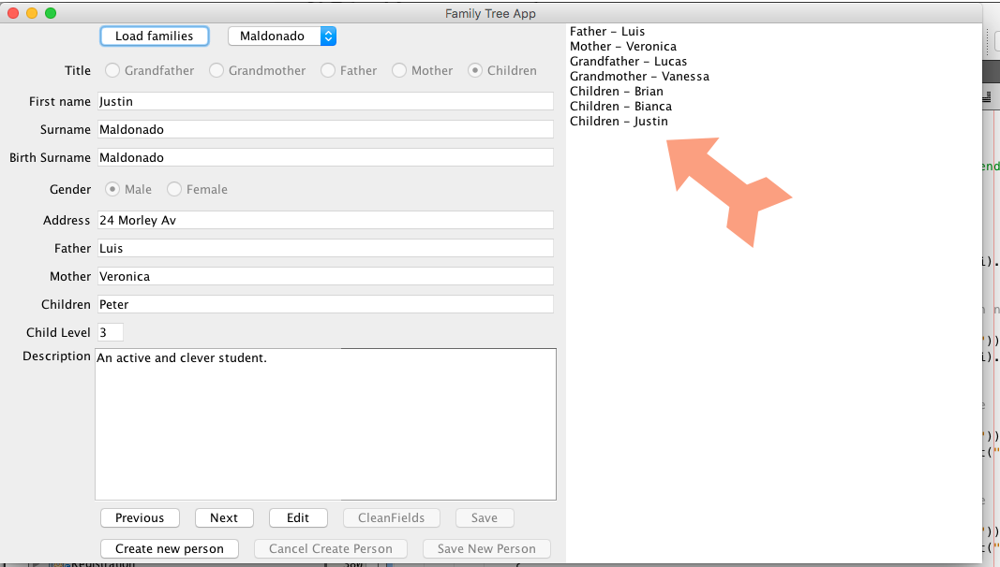 Family Tree App
Load families Maldonado
Title Grandfather Grandmother Father Mother Children
First name Justin
Surname Maldonado
Birth Surname Maldonado
Gender Male Female
Address 24 Morley Av
Father Luis
Mother Veronica
Children Peter
Child Level 3
Description An active and clever student.
Previous Next Edit CleanFields Save
Create new person Cancel Create Person Save New Person
Father – Luis
Mother – Veronica
Grandfather – Lucas
Grandmother – Vanessa
Children – Brian
Children – Bianca
Children – Justin
end
i).
'))
i).
'))
t("
'))
t("